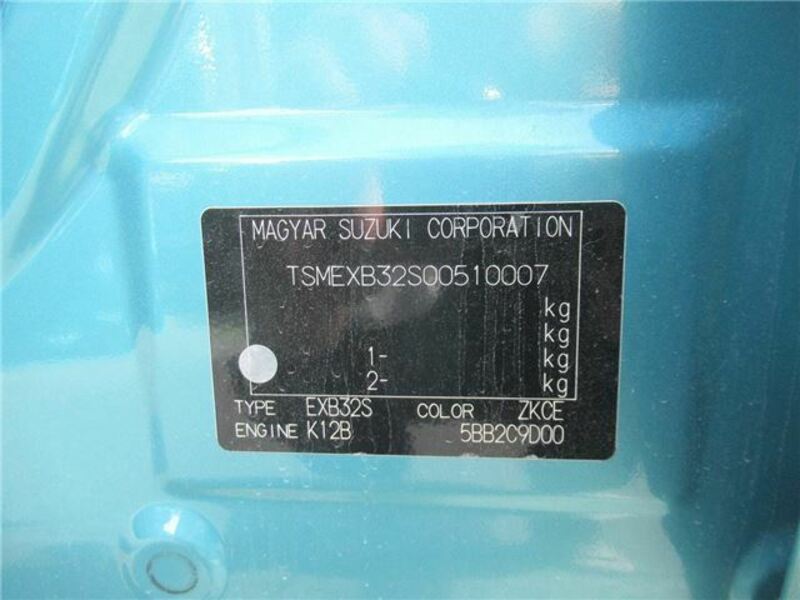 MAGYAR SUZUKI CORPORATION
TSMEXB32S00510007
kg
kg
1- kg
2- kg
TYPE EXB32S COLOR ZKCE
ENGINE K12B 5BB2C9D00